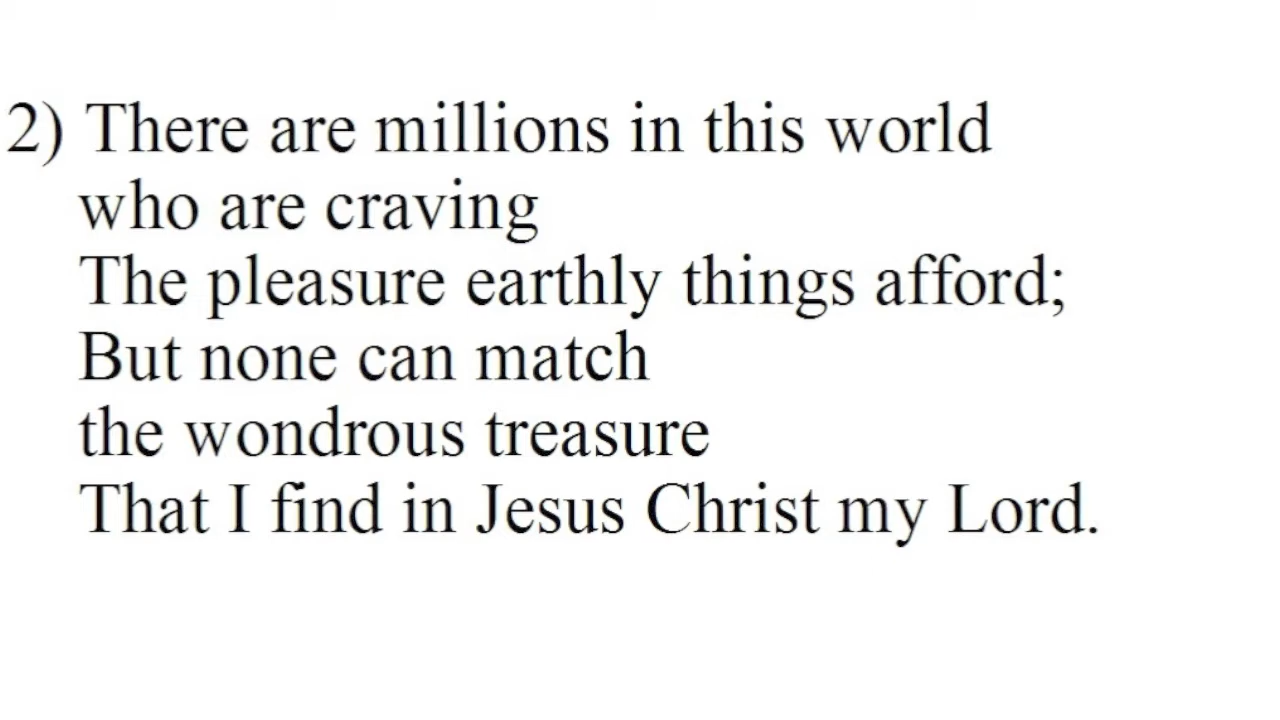 2) There are millions in this world
who are craving
The pleasure earthly things afford;
But none can match
the wondrous treasure
That I find in Jesus Christ my Lord.